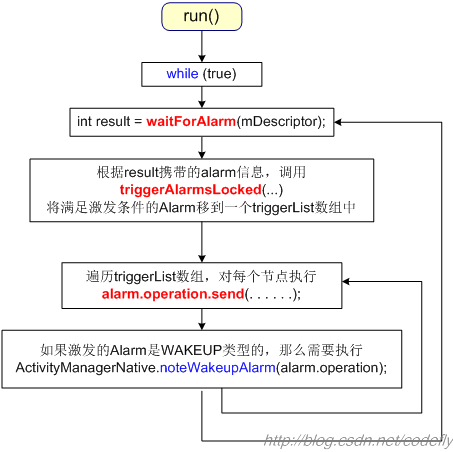 run()
while (true)
int result = waitForAlarm(mDescriptor);
根据result携带的alarm信息，调用
triggerAlarmsLocked(...)
将满足激发条件的Alarm移到一个triggerList数组中
遍历triggerList数组，对每个节点执行
alarm.operation.send(. . . . . .);
如果激发的Alarm是WAKEUP类型的，那么需要执行
ActivityManagerNative.noteWakeupAlarm(alarm.operation);
http://blog.csdn.net/codefly